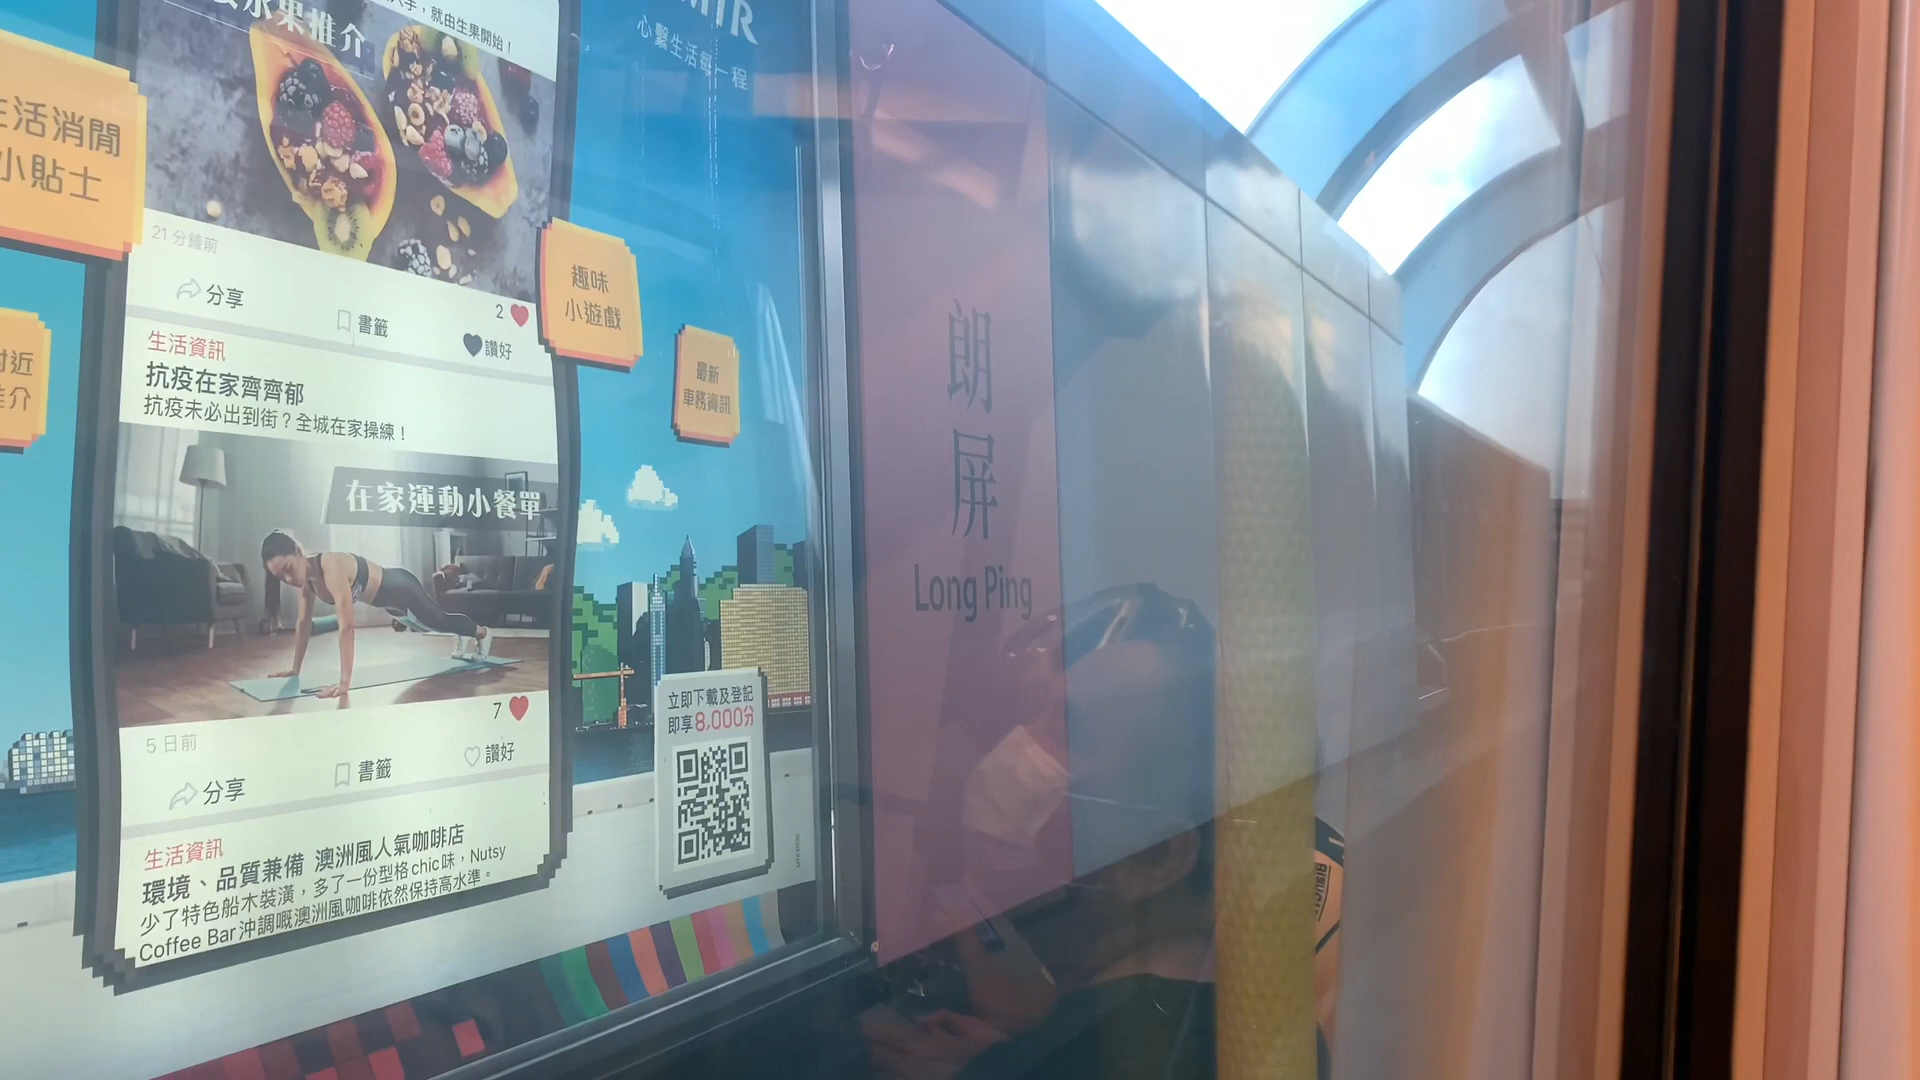 手，就由生果開始！
水果推介
生活消閒
小貼士
21 分鐘前
分享
書籤
2
讚好
生活資訊
抗疫在家齊齊郁
抗疫未必出到街？全城在家操練！
在家運動小餐單
7
5 日前
分享
書籤
讚好
生活資訊
環境、品質兼備 澳洲風人氣咖啡店
少了特色船木裝潢，多了一份型格chic味，Nutsy
Coffee Bar沖調嘅澳洲風咖啡依然保持高水準。
附近
推介
趣味
小遊戲
最新
車務資訊
心繫生活每一程
立即下載及登記
即享8,000分
朗
屏
Long Ping